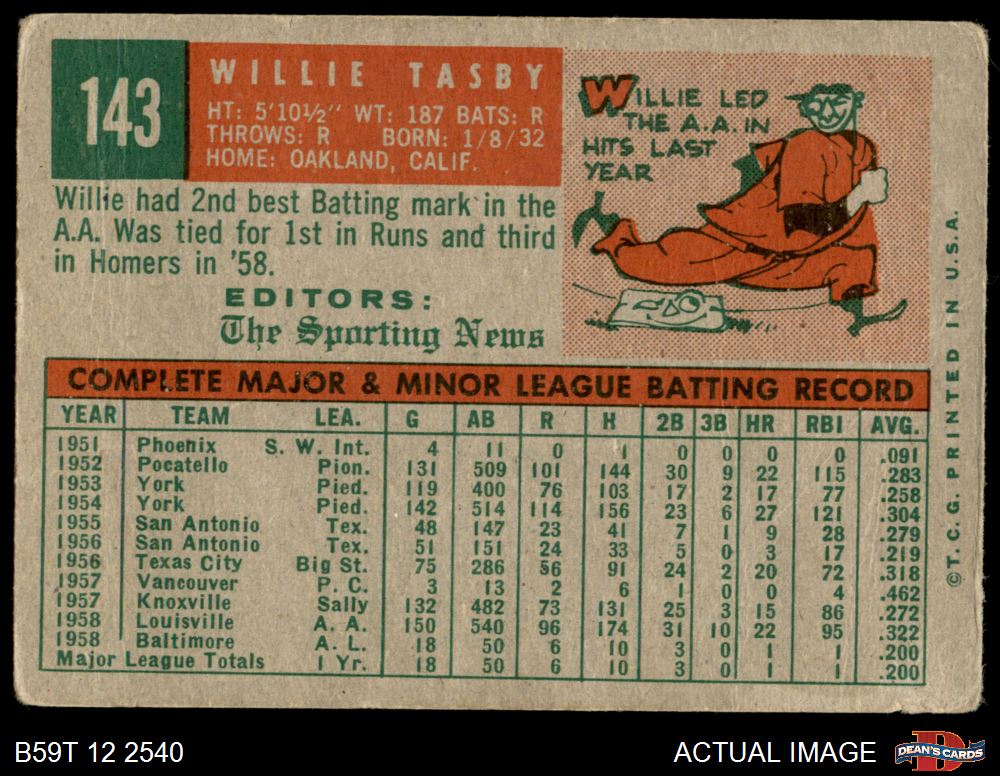 143
WILLIE TASBY
HT: 5'10½" WT: 187 BATS: R
THROWS: R BORN: 1/8/32
HOME: OAKLAND, CALIF.
WILLIE LED
THE A.A. IN
HITS LAST
YEAR
Willie had 2nd best Batting mark in the
A.A. Was tied for 1st in Runs and third
in Homers in '58.
EDITORS:
The Sporting News
COMPLETE MAJOR & MINOR LEAGUE BATTING RECORD
YEAR TEAM LEA. G AB R H 2B 3B HR RBI AVG.
1951 Phoenix S. W. Int. 4 11 0 1 0 0 0 0 .091
1952 Pocatello Pion. 131 509 101 144 30 9 22 115 .283
1953 York Pied. 119 400 76 103 17 2 17 77 .258
1954 York Pied. 142 514 114 156 23 6 27 121 .304
1955 San Antonio Tex. 48 147 23 41 7 1 9 28 .279
1956 San Antonio Tex. 51 151 24 33 5 0 3 17 .219
1956 Texas City Big St. 75 286 56 91 24 2 20 72 .318
1957 Vancouver P. C. 3 13 2 6 1 0 0 4 .462
1957 Knoxville Sally 132 482 73 131 25 3 15 86 .272
1958 Louisville A. A. 150 540 96 174 31 10 22 95 .322
1958 Baltimore A. L. 18 50 6 10 3 0 1 1 .200
Major League Totals 1 Yr. 18 50 6 10 3 0 1 1 .200
©T.C.G. PRINTED IN U.S.A.
B59T 12 2540
ACTUAL IMAGE
D
DEAN'S CARDS